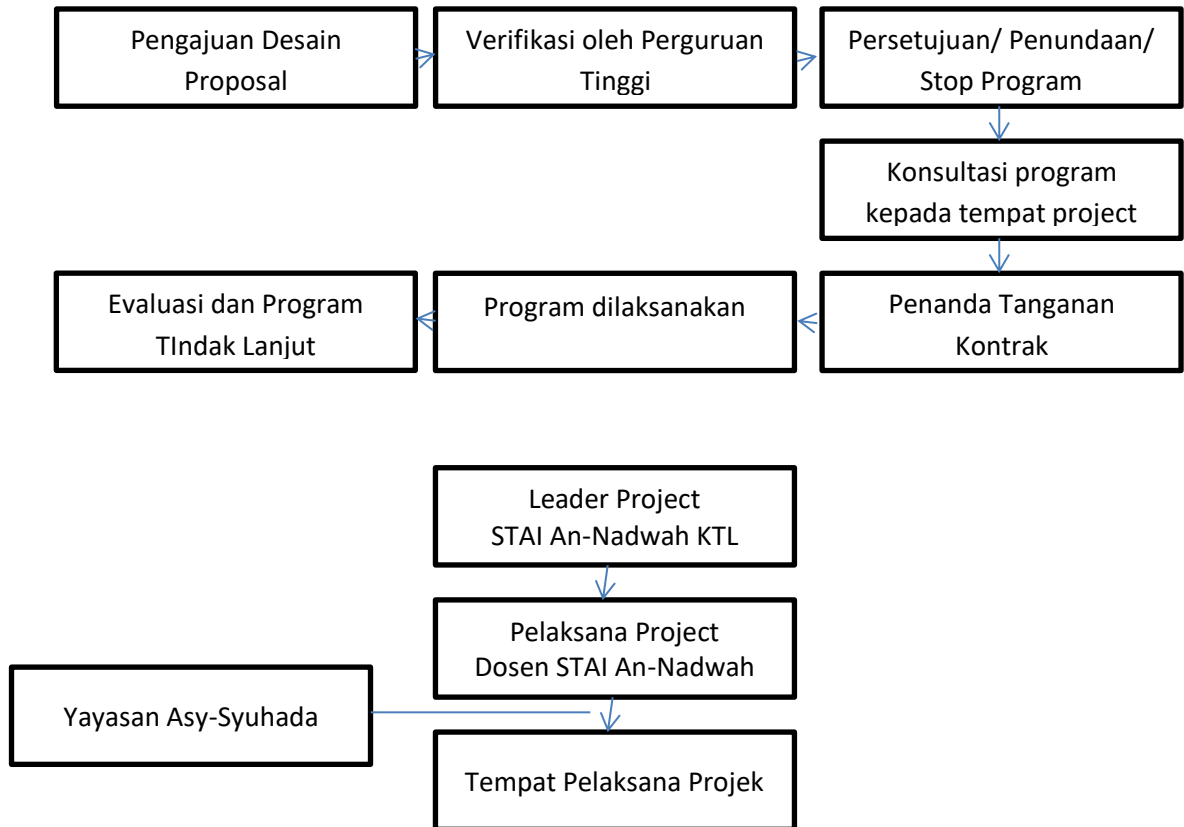 Pengajuan Desain
Proposal
Verifikasi oleh Perguruan
Tinggi
Persetujuan/ Penundaan/
Stop Program
Konsultasi program
kepada tempat project
Penanda Tanganan
Kontrak
Program dilaksanakan
Evaluasi dan Program
TIndak Lanjut
Leader Project
STAI An-Nadwah KTL
Pelaksana Project
Dosen STAI An-Nadwah
Yayasan Asy-Syuhada
Tempat Pelaksana Projek